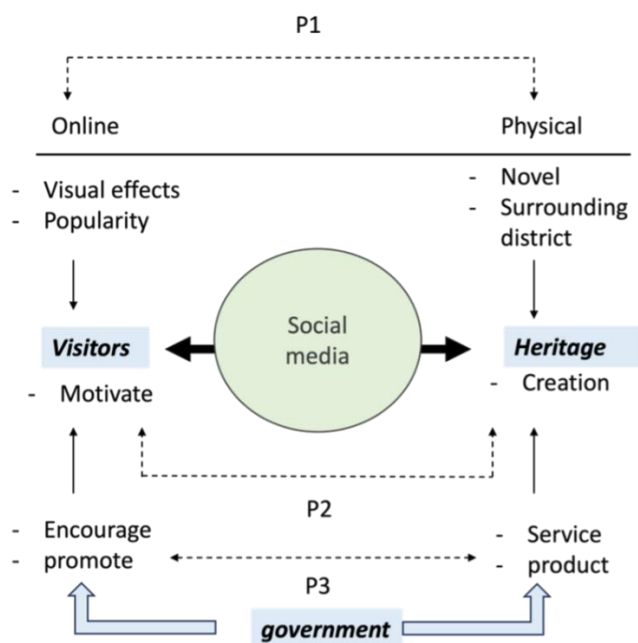 P1
Online
Physical
- Visual effects
- Popularity
- Novel
- Surrounding
district
Social
media
Visitors
Heritage
- Motivate
- Creation
P2
- Encourage
- promote
- Service
- product
P3
government